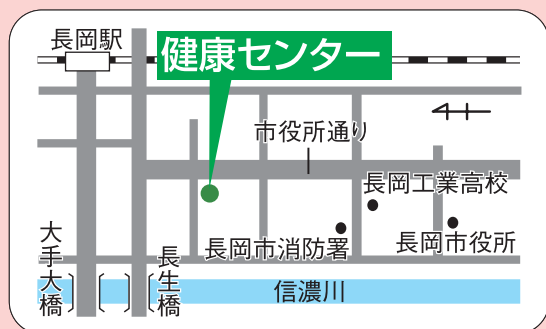 長岡駅
健康センター
市役所通り
長岡工業高校
長岡市消防署
長岡市役所
大手大橋
長生橋
信濃川